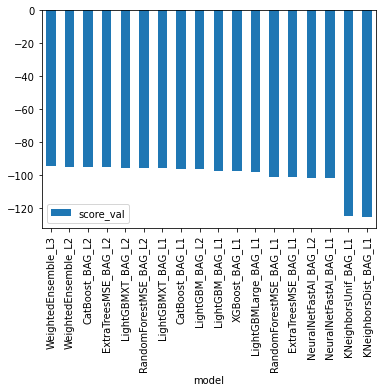 0
−20
−40
−60
−80
−100
−120
score_val
WeightedEnsemble_L3
WeightedEnsemble_L2
CatBoost_BAG_L2
ExtraTreesMSE_BAG_L2
LightGBMXT_BAG_L2
RandomForestMSE_BAG_L2
LightGBMXT_BAG_L1
CatBoost_BAG_L1
LightGBM_BAG_L2
LightGBM_BAG_L1
XGBoost_BAG_L1
LightGBMLarge_BAG_L1
RandomForestMSE_BAG_L1
ExtraTreesMSE_BAG_L1
NeuralNetFastAI_BAG_L2
NeuralNetFastAI_BAG_L1
KNeighborsUnif_BAG_L1
KNeighborsDist_BAG_L1
model